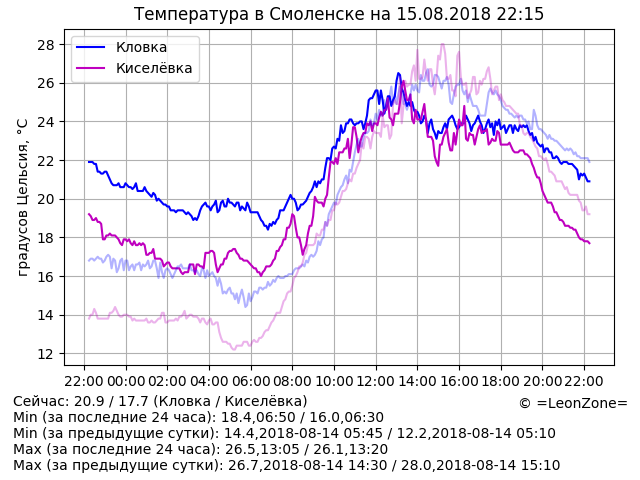 Температура в Смоленске на 15.08.2018 22:15
Кловка
Киселёвка
градусов Цельсия, °C
28
26
24
22
20
18
16
14
12
22:00 00:00 02:00 04:00 06:00 08:00 10:00 12:00 14:00 16:00 18:00 20:00 22:00
Сейчас: 20.9 / 17.7 (Кловка / Киселёвка)
© =LeonZone=
Min (за последние 24 часа): 18.4,06:50 / 16.0,06:30
Min (за предыдущие сутки): 14.4,2018-08-14 05:45 / 12.2,2018-08-14 05:10
Max (за последние 24 часа): 26.5,13:05 / 26.1,13:20
Max (за предыдущие сутки): 26.7,2018-08-14 14:30 / 28.0,2018-08-14 15:10